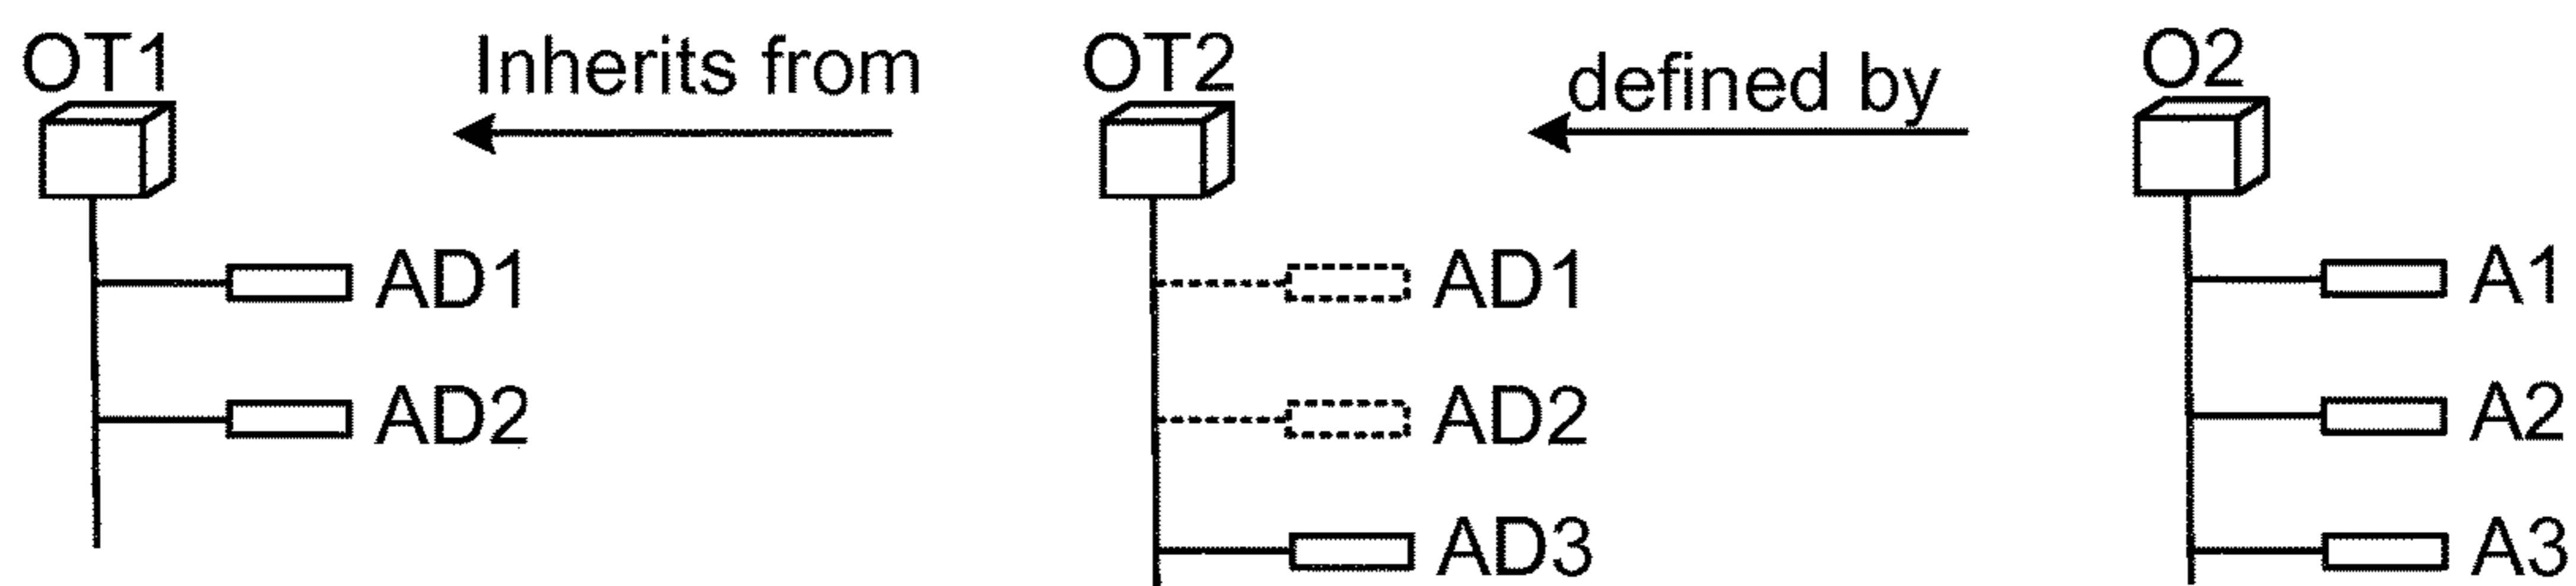 OT1
Inherits from
OT2
defined by
O2
AD1
AD1
A1
AD2
AD2
A2
AD3
A3